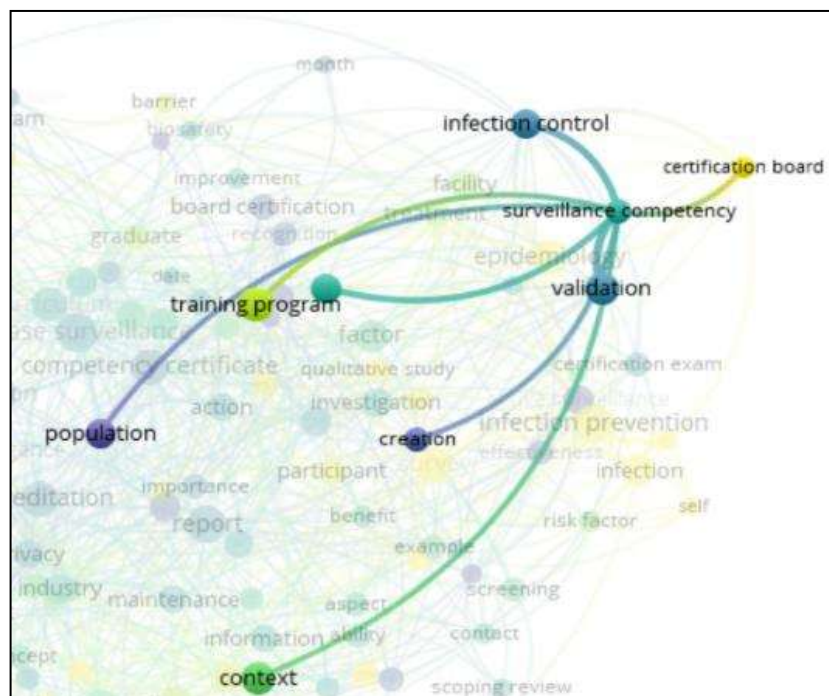 month
barrier
biosafety
infection control
certification board
improvement
facility
board certification
treatment
surveillance competency
recognition
graduate
epidemiology
date
validation
training program
factor
competency certificate
qualitative study
certification exam
action
investigation
infection prevention
population
creation
effectiveness
participant
infection
importance
report
benefit
self
risk factor
example
industry
maintenance
aspect
screening
information
ability
contact
context
scoping review